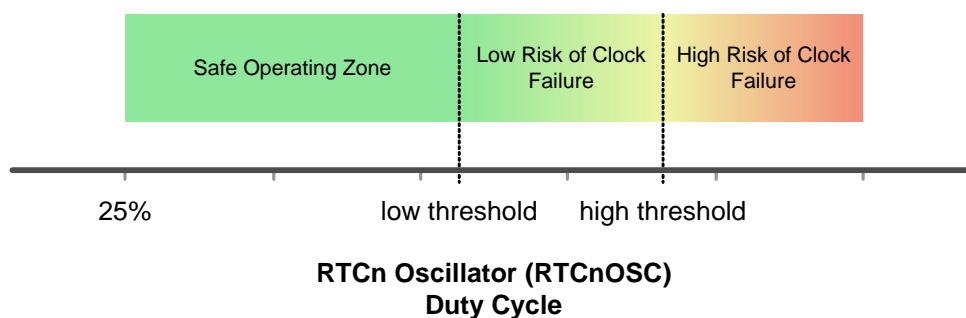 Safe Operating Zone
Low Risk of Clock
Failure
High Risk of Clock
Failure
25%
low threshold
high threshold
RTCn Oscillator (RTCnOSC)
Duty Cycle